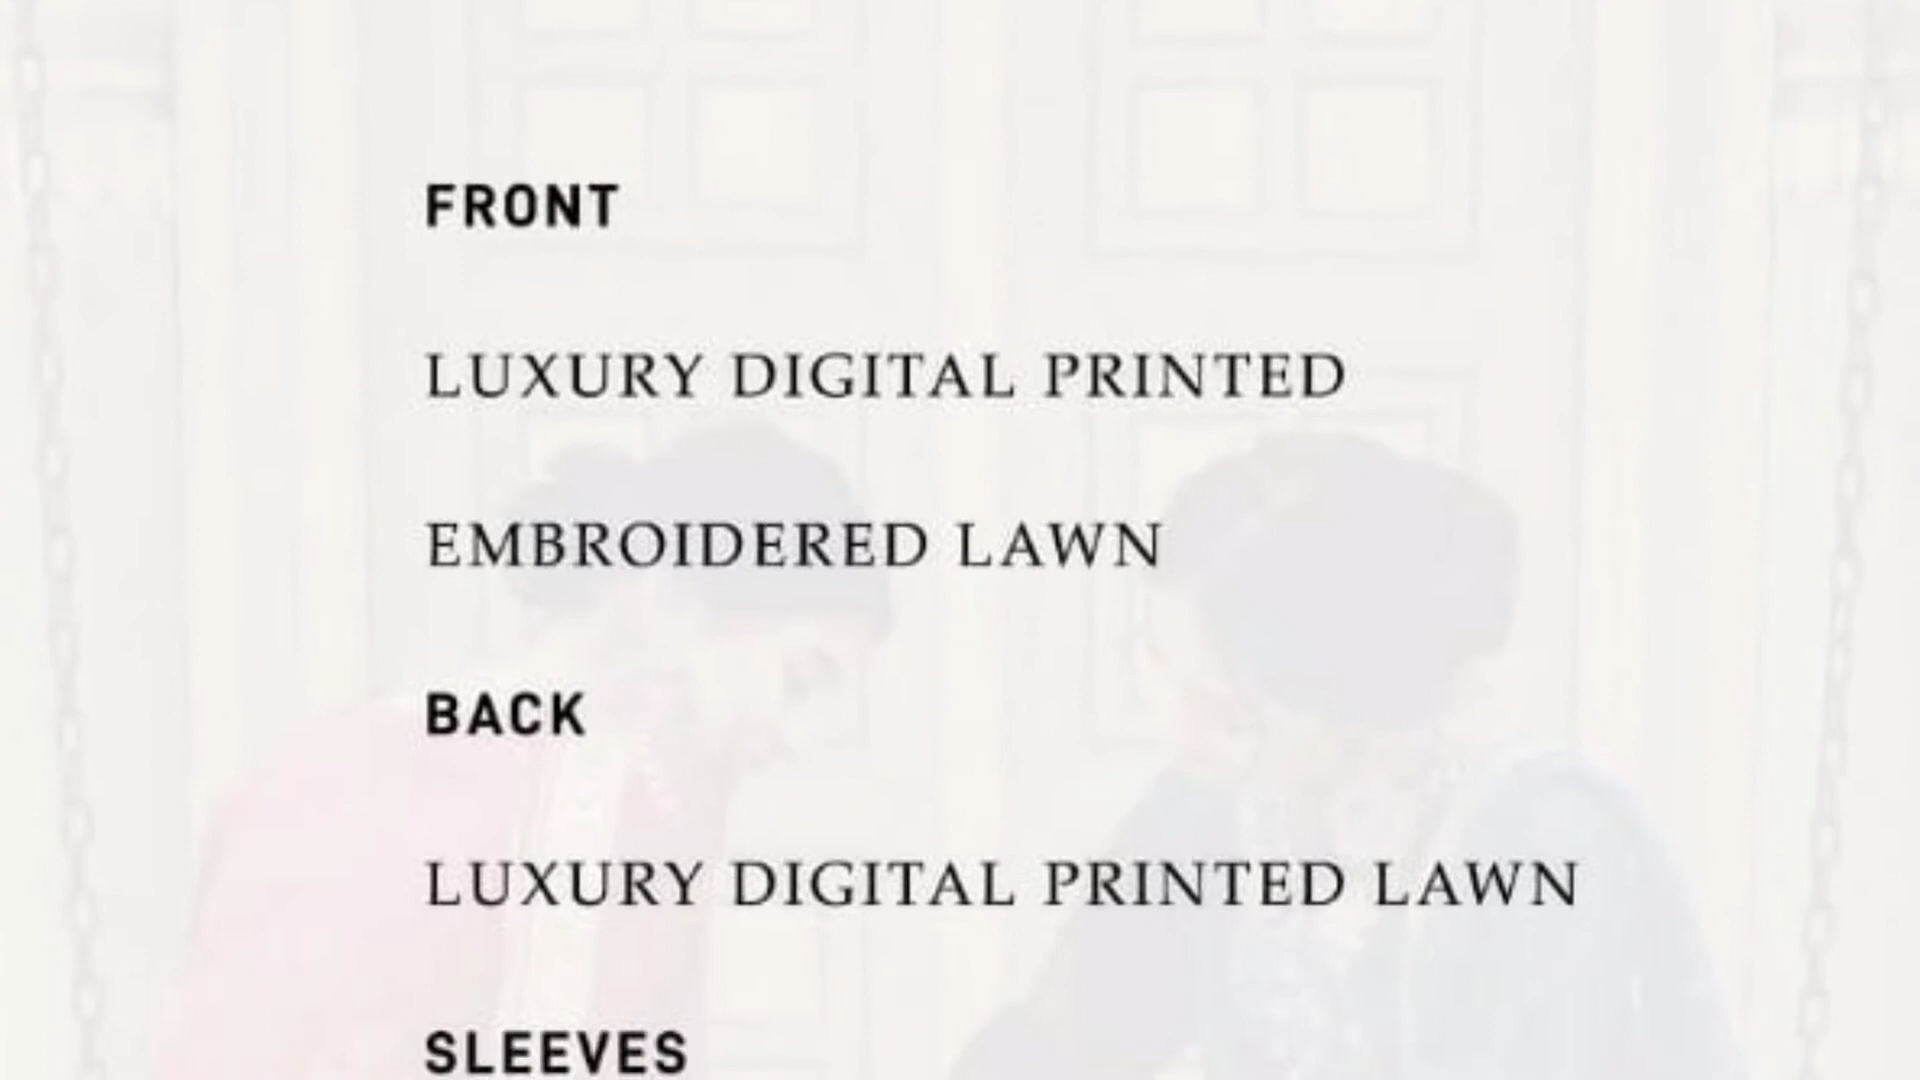 FRONT
LUXURY DIGITAL PRINTED
EMBROIDERED LAWN
BACK
LUXURY DIGITAL PRINTED LAWN
SLEEVES